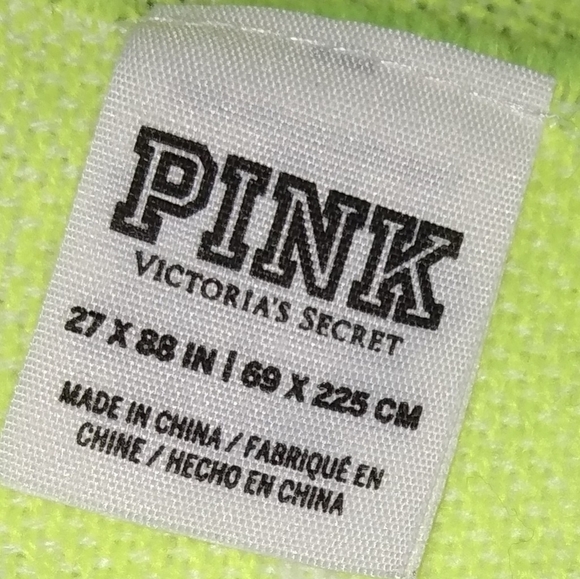 PINK
VICTORIA'S SECRET
27 X 88 IN | 69 X 225 CM
MADE IN CHINA / FABRIQUÉ EN
CHINE / HECHO EN CHINA